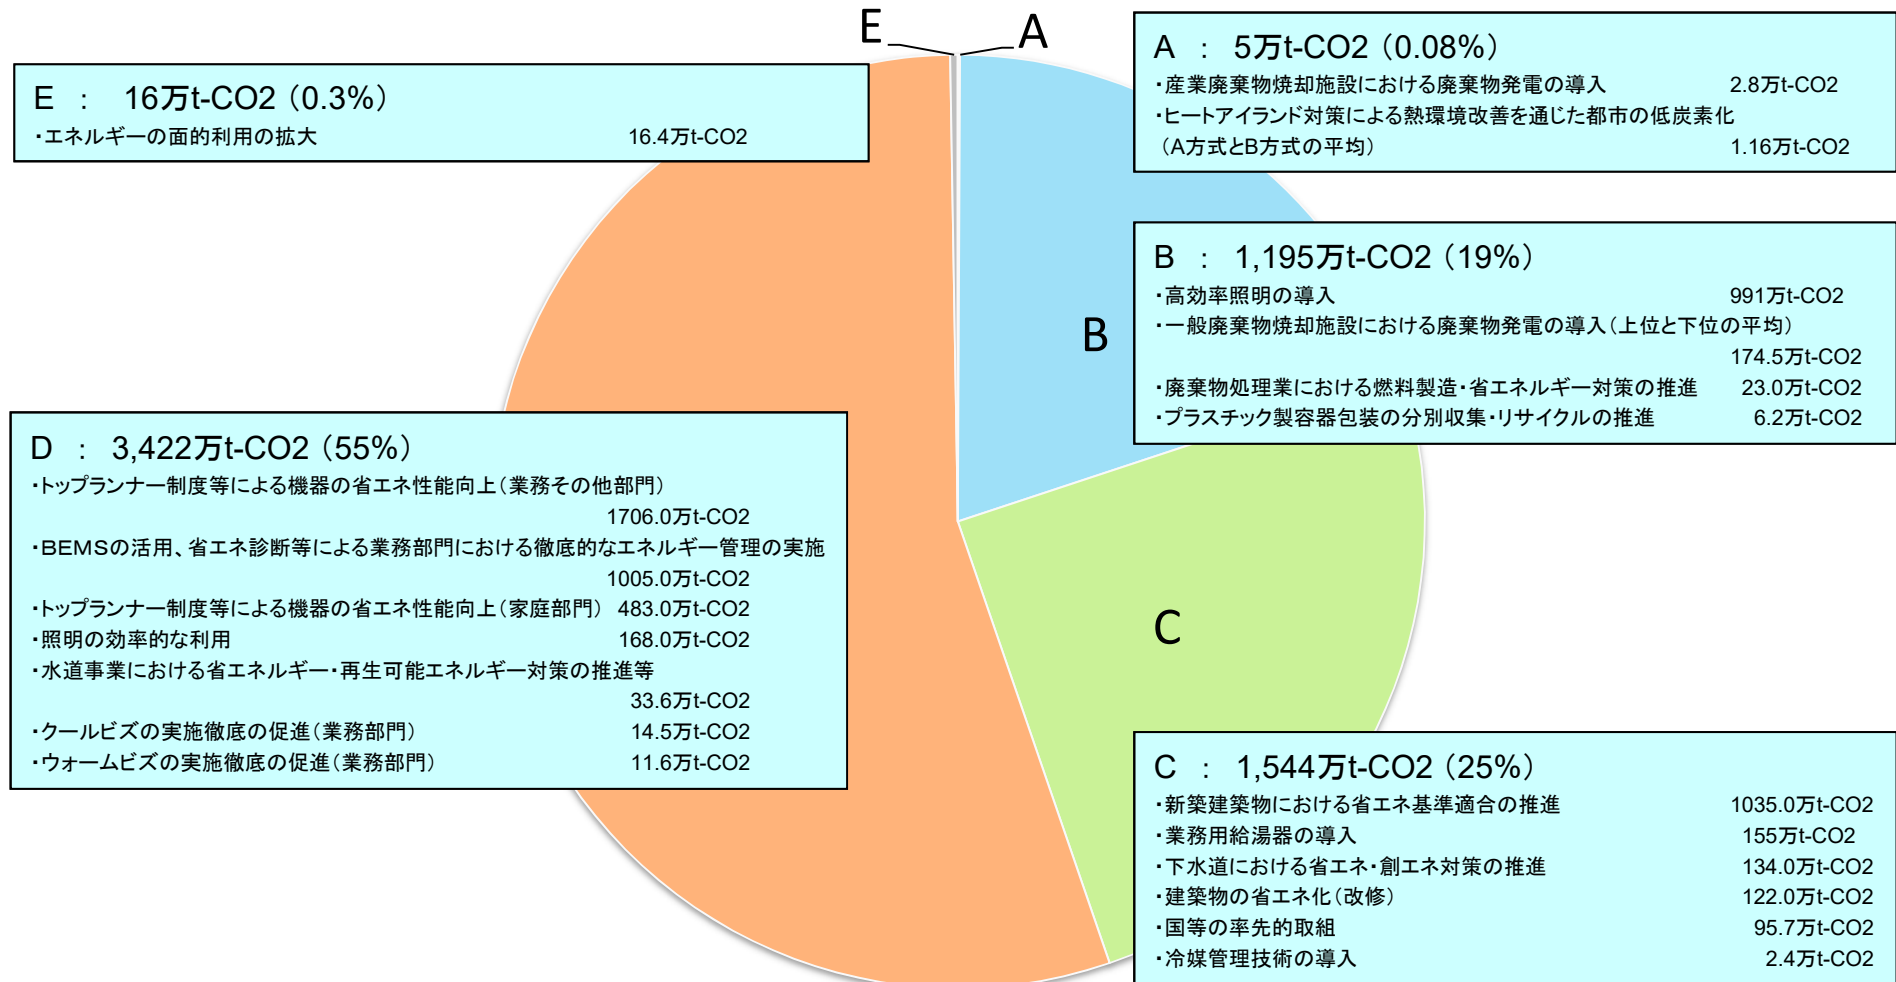 E
A
A ： 5万t-CO2（0.08%）
・産業廃棄物焼却施設における廃棄物発電の導入 2.8万t-CO2
・ヒートアイランド対策による熱環境改善を通じた都市の低炭素化
（A方式とB方式の平均） 1.16万t-CO2
E ： 16万t-CO2（0.3%）
・エネルギーの面的利用の拡大 16.4万t-CO2
B
B ： 1,195万t-CO2（19%）
・高効率照明の導入 991万t-CO2
・一般廃棄物焼却施設における廃棄物発電の導入（上位と下位の平均）
174.5万t-CO2
・廃棄物処理業における燃料製造・省エネルギー対策の推進 23.0万t-CO2
・プラスチック製容器包装の分別収集・リサイクルの推進 6.2万t-CO2
D ： 3,422万t-CO2（55%）
・トップランナー制度等による機器の省エネ性能向上（業務その他部門）
1706.0万t-CO2
・BEMSの活用、省エネ診断等による業務部門における徹底的なエネルギー管理の実施
1005.0万t-CO2
・トップランナー制度等による機器の省エネ性能向上（家庭部門） 483.0万t-CO2
・照明の効率的な利用 168.0万t-CO2
・水道事業における省エネルギー・再生可能エネルギー対策の推進等
33.6万t-CO2
・クールビズの実施徹底の促進（業務部門） 14.5万t-CO2
・ウォームビズの実施徹底の促進（業務部門） 11.6万t-CO2
C
C ： 1,544万t-CO2（25%）
・新築建築物における省エネ基準適合の推進 1035.0万t-CO2
・業務用給湯器の導入 155万t-CO2
・下水道における省エネ・創エネ対策の推進 134.0万t-CO2
・建築物の省エネ化（改修） 122.0万t-CO2
・国等の率先的取組 95.7万t-CO2
・冷媒管理技術の導入 2.4万t-CO2